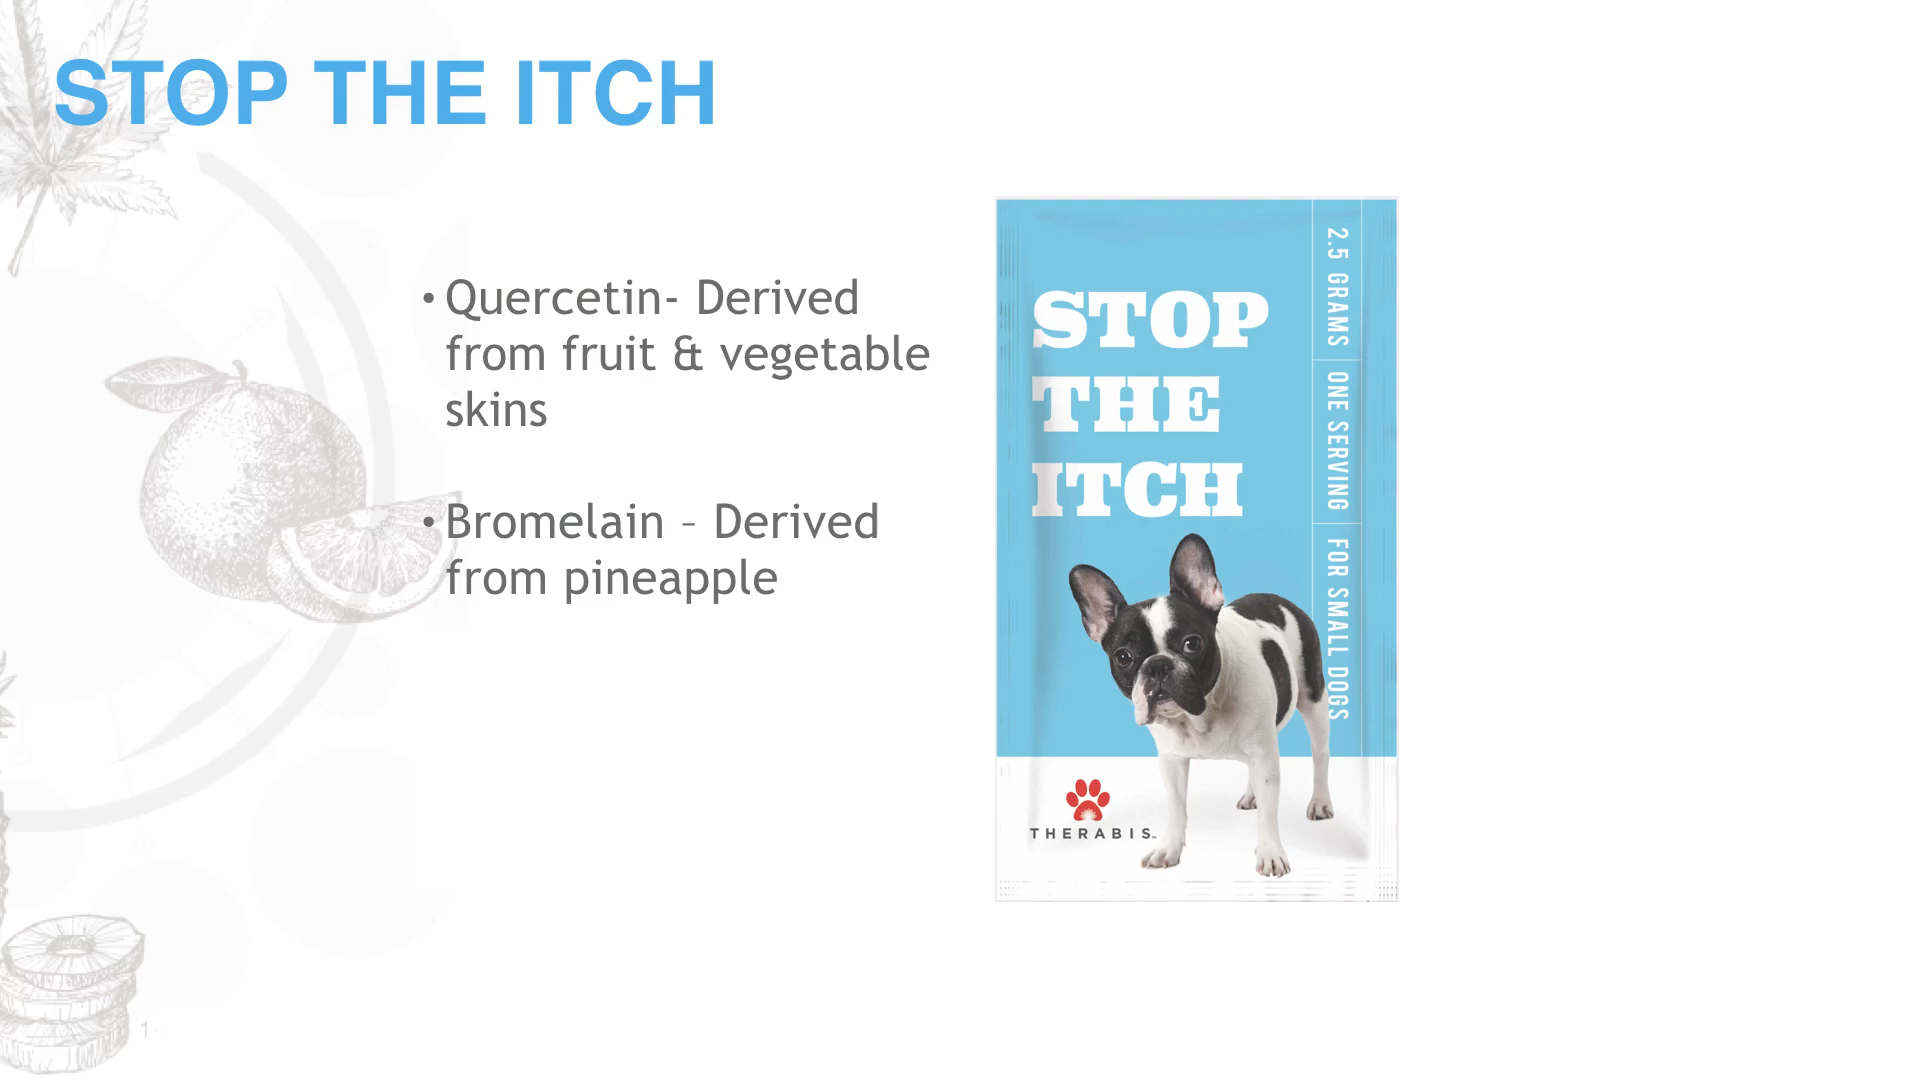 STOP THE ITCH
• Quercetin- Derived
from fruit & vegetable
skins
• Bromelain – Derived
from pineapple
STOP
THE
ITCH
2.5 GRAMS
ONE SERVING
FOR SMALL DOGS
THERABIS
1